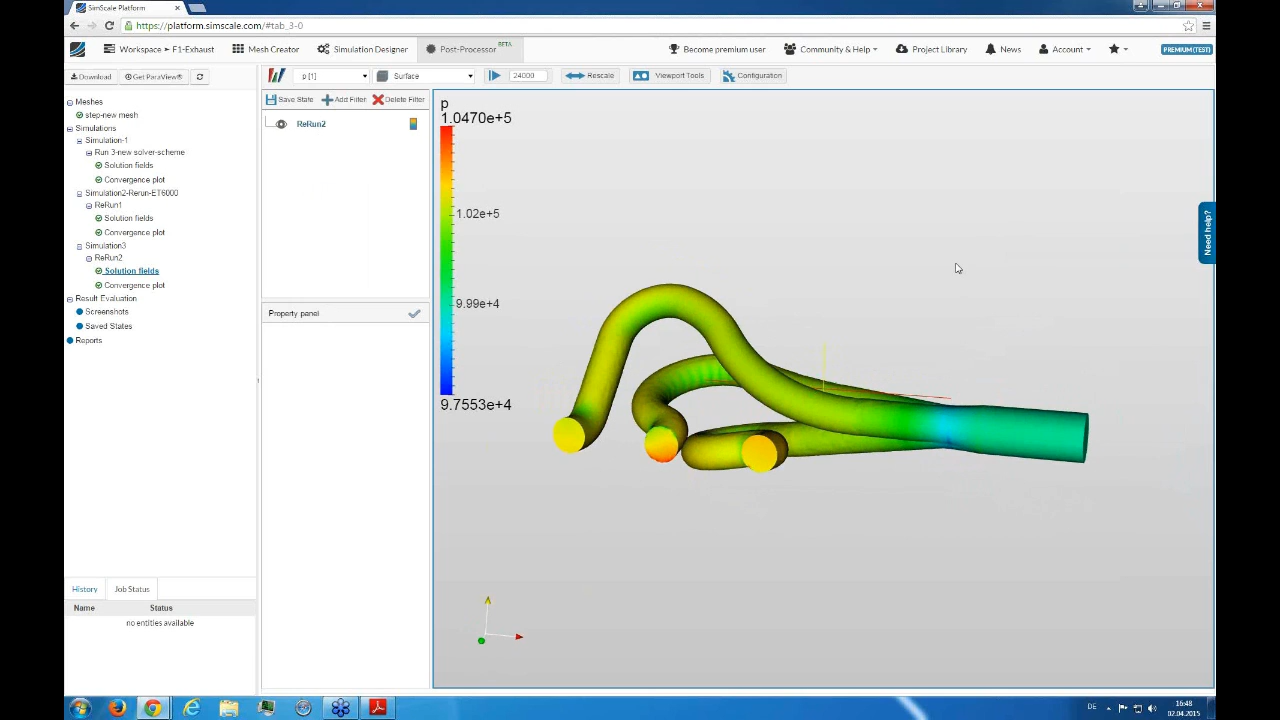 SimScale Platform
https://platform.simscale.com/#tab_3-0
Workspace ▸ F1-Exhaust
Mesh Creator
Simulation Designer
Post-Processor BETA
Become premium user
Community & Help
Project Library
News
Account
PREMIUM (TEST)
Download
Get ParaView®
p [1]
Surface
24000
Rescale
Viewport Tools
Configuration
Save State
Add Filter
Delete Filter
ReRun2
Property panel
Meshes
step-new mesh
Simulations
Simulation-1
Run 3-new solver-scheme
Solution fields
Convergence plot
Simulation2-Rerun-ET6000
ReRun1
Solution fields
Convergence plot
Simulation3
ReRun2
Solution fields
Convergence plot
Result Evaluation
Screenshots
Saved States
Reports
p
1.0470e+5
1.02e+5
9.99e+4
9.7553e+4
Need help?
History
Job Status
Name
Status
no entities available
DE
16:48
02.04.2015